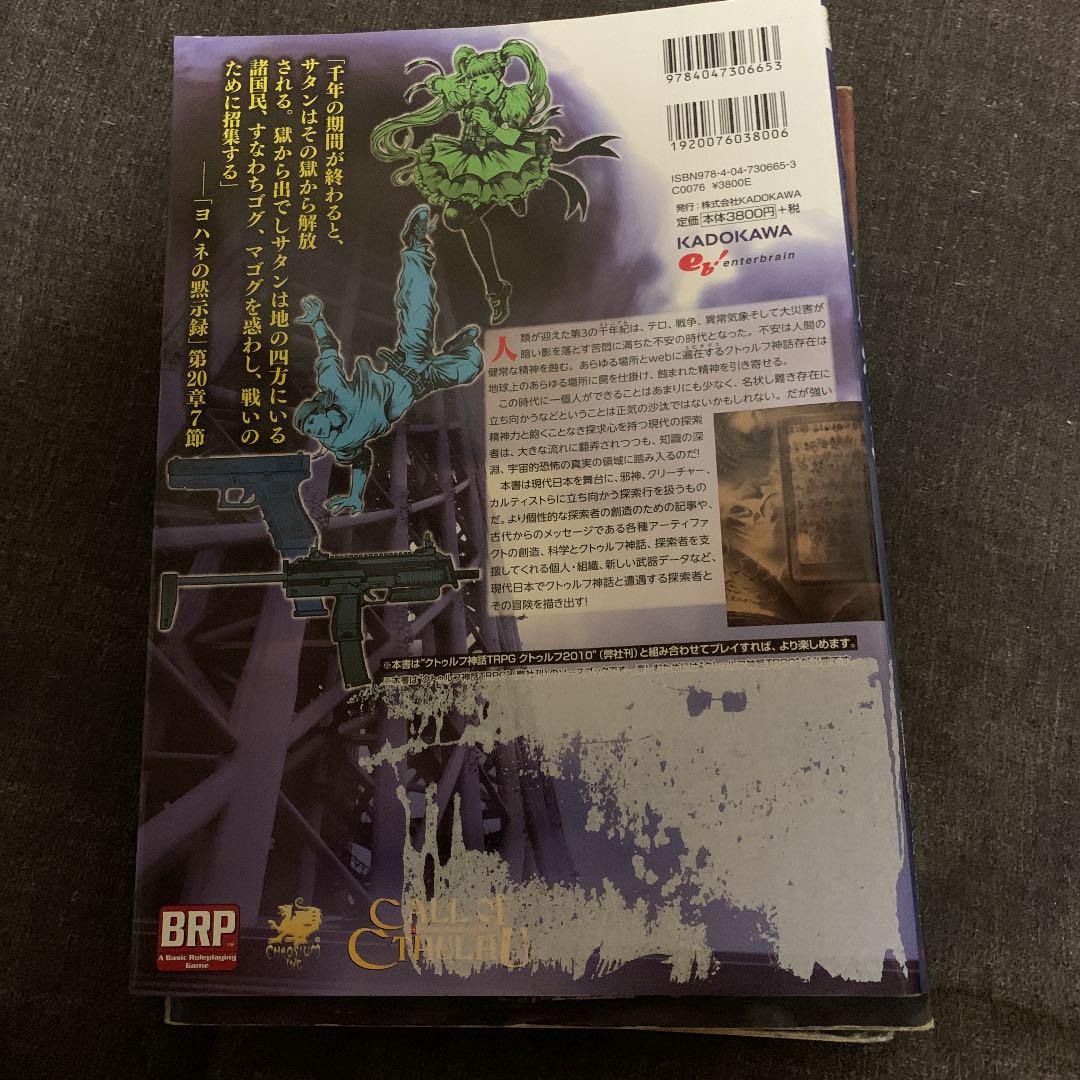 「千年の期間が終わると、
サタンはその獄から解放
される。獄から出でしサタンは地の四方にいる
諸国民、すなわちゴグ、マゴグを惑わし、戦いの
ために招集する」
――「ヨハネの黙示録」第20章7節
9784047306653
1920076038006
ISBN978-4-04-730665-3
C0076 ¥3800E
発行：株式会社KADOKAWA
定価 本体3800円 +税
KADOKAWA
eb! enterbrain
人類が迎えた第3の千年紀は、テロ、戦争、異常気象そして大災害が
暗い影を落とす苦悶に満ちた不安の時代となった。不安は人間の
健常な精神を蝕む。あらゆる場所とwebに遍在するクトゥルフ神話存在は
地球上のあらゆる場所に罠を仕掛け、蝕まれた精神を引き寄せる。
この時代に一個人ができることはあまりにも少なく、名状し難き存在に
立ち向かうなどということは正気の沙汰ではないかもしれない。だが強い
精神力と飽くことなき探求心を持つ現代の探索
者は、大きな流れに翻弄されつつも、知識の深
淵、宇宙的恐怖の真実の領域に踏み入るのだ!
本書は現代日本を舞台に、邪神、クリーチャー、
カルティストらに立ち向かう探索行を扱うもの
だ。より個性的な探索者の創造のための記事や、
古代からのメッセージである各種アーティファ
クトの創造、科学とクトゥルフ神話、探索者を支
援してくれる個人・組織、新しい武器データなど、
現代日本でクトゥルフ神話と遭遇する探索者と
その冒険を描き出す!
※本書は"クトゥルフ神話TRPG クトゥルフ2010"（弊社刊）と組み合わせてプレイすれば、より楽しめます。
BRP
A Basic Roleplaying
Game
CHAOSIUM
INC
CALL of
CTHULHU